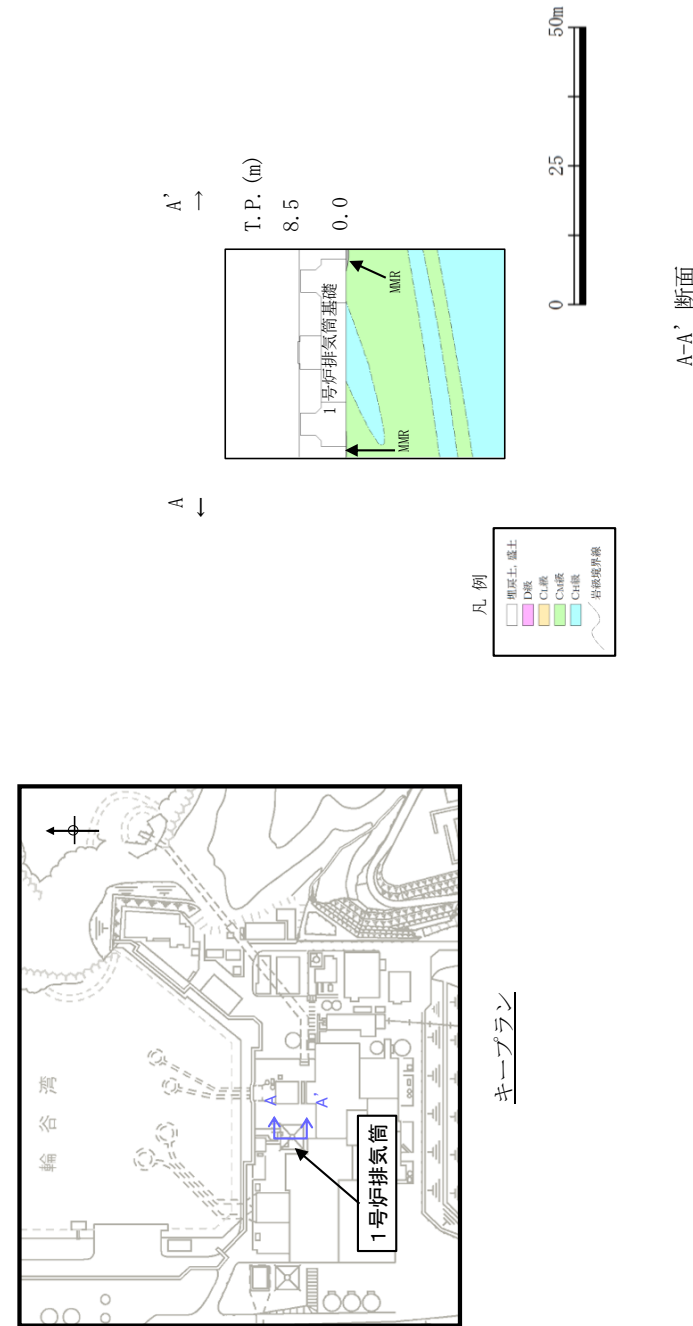 A
←
A’
→
T.P.(m)
8.5
0.0
1号炉排気筒基礎
MMR
MMR
0
25
50m
A-A’ 断面
凡 例
埋戻土, 盛土
D級
CL級
CM級
CH級
岩級境界線
輪谷湾
A
A’
1号炉排気筒
キープラン